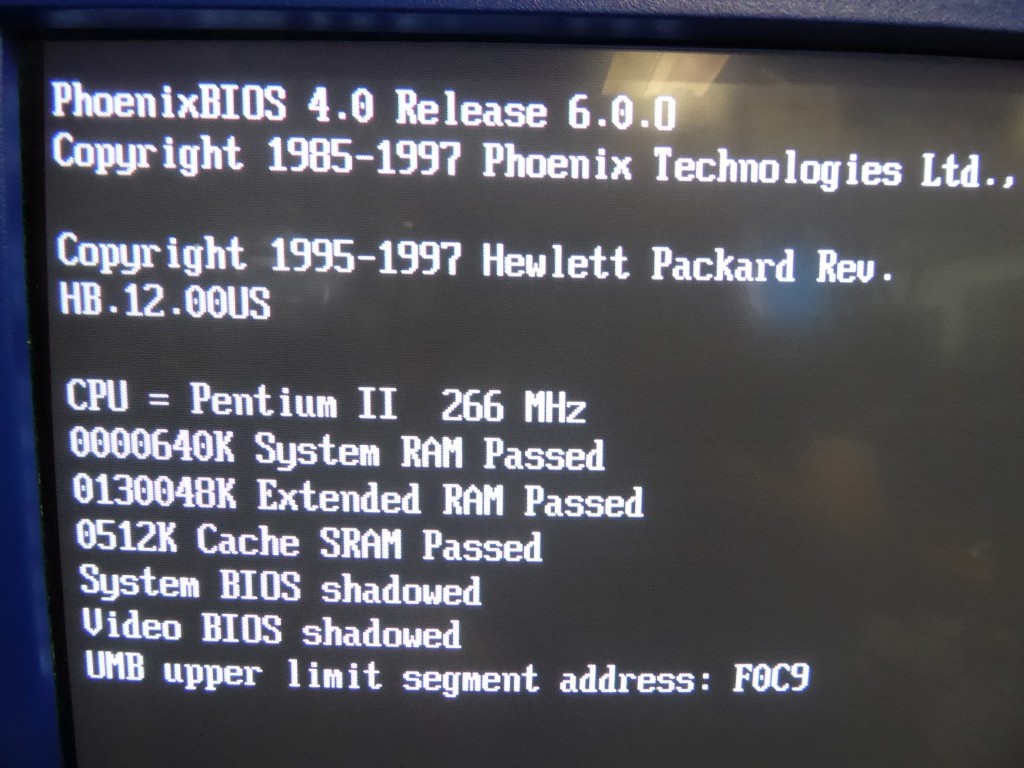 PhoenixBIOS 4.0 Release 6.0.0
Copyright 1985-1997 Phoenix Technologies Ltd.,
Copyright 1995-1997 Hewlett Packard Rev.
HB.12.00US
CPU = Pentium II  266 MHz
0000640K System RAM Passed
0130048K Extended RAM Passed
0512K Cache SRAM Passed
System BIOS shadowed
Video BIOS shadowed
UMB upper limit segment address: F0C9